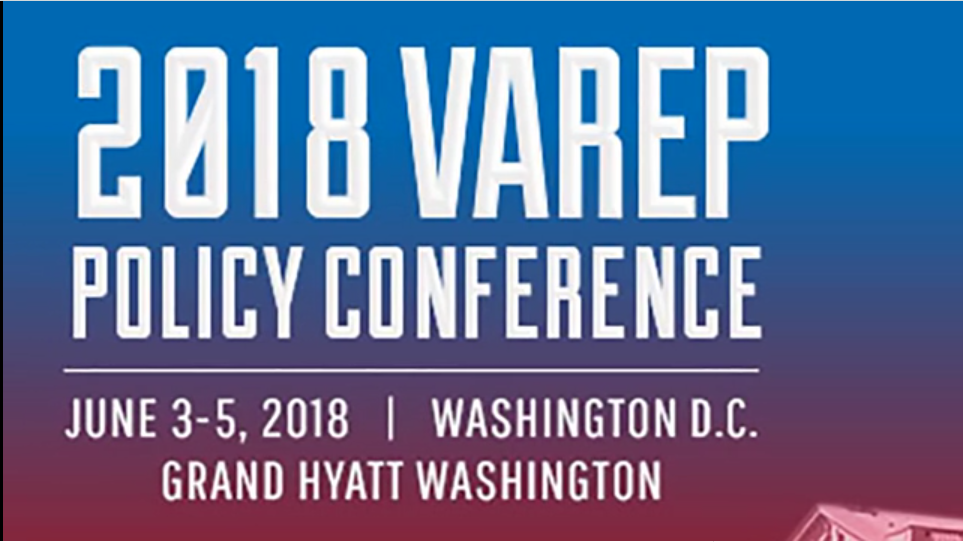 2018 VAREP
POLICY CONFERENCE
JUNE 3-5, 2018 | WASHINGTON D.C.
GRAND HYATT WASHINGTON